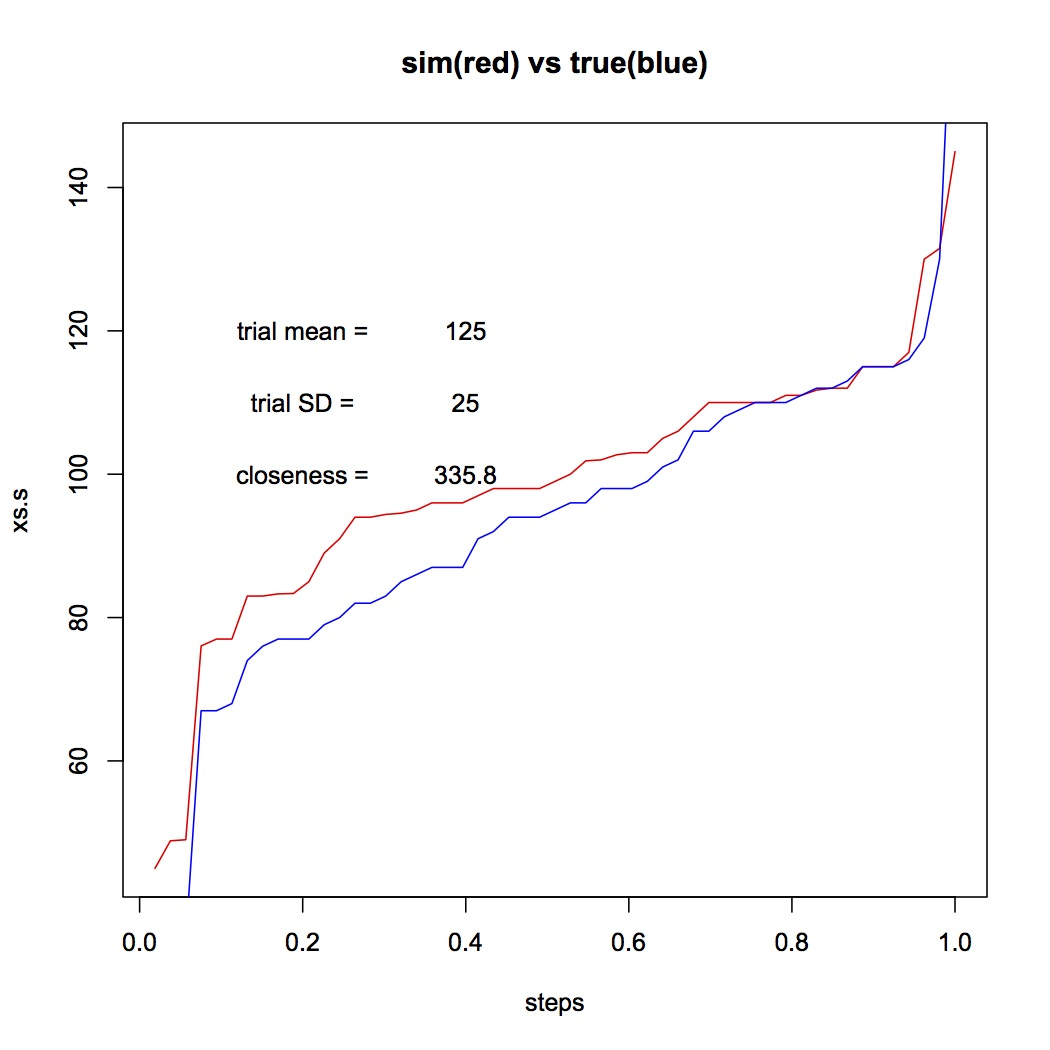 sim(red) vs true(blue)
140
120
100
80
60
xs.s
trial mean = 125
trial SD = 25
closeness = 335.8
0.0 0.2 0.4 0.6 0.8 1.0
steps